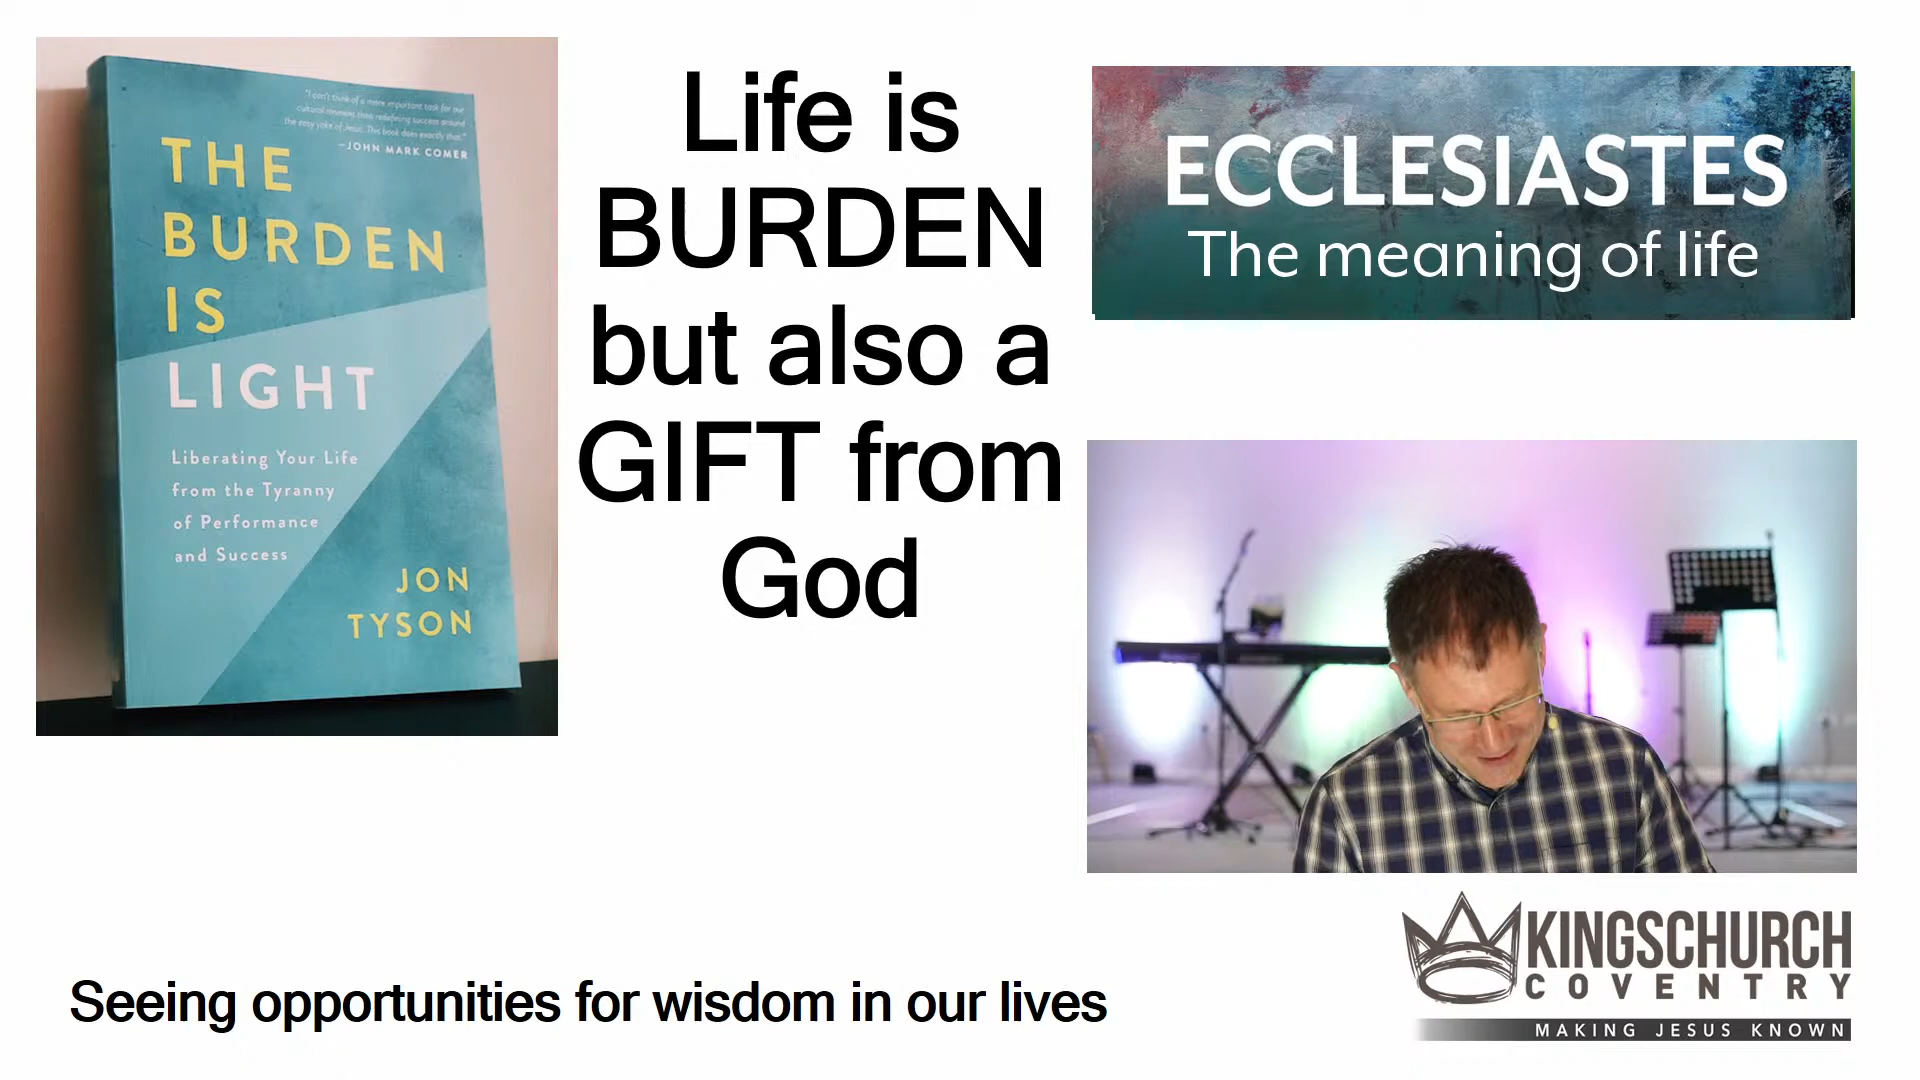 "I can't think of a more important task for our
cultural moment than redefining success around
the easy yoke of Jesus. This book does exactly that."
–JOHN MARK COMER
THE
BURDEN
IS
LIGHT
Liberating Your Life
from the Tyranny
of Performance
and Success
JON
TYSON
Life is
BURDEN
but also a
GIFT from
God
ECCLESIASTES
The meaning of life
Seeing opportunities for wisdom in our lives
KINGSCHURCH
COVENTRY
MAKING JESUS KNOWN